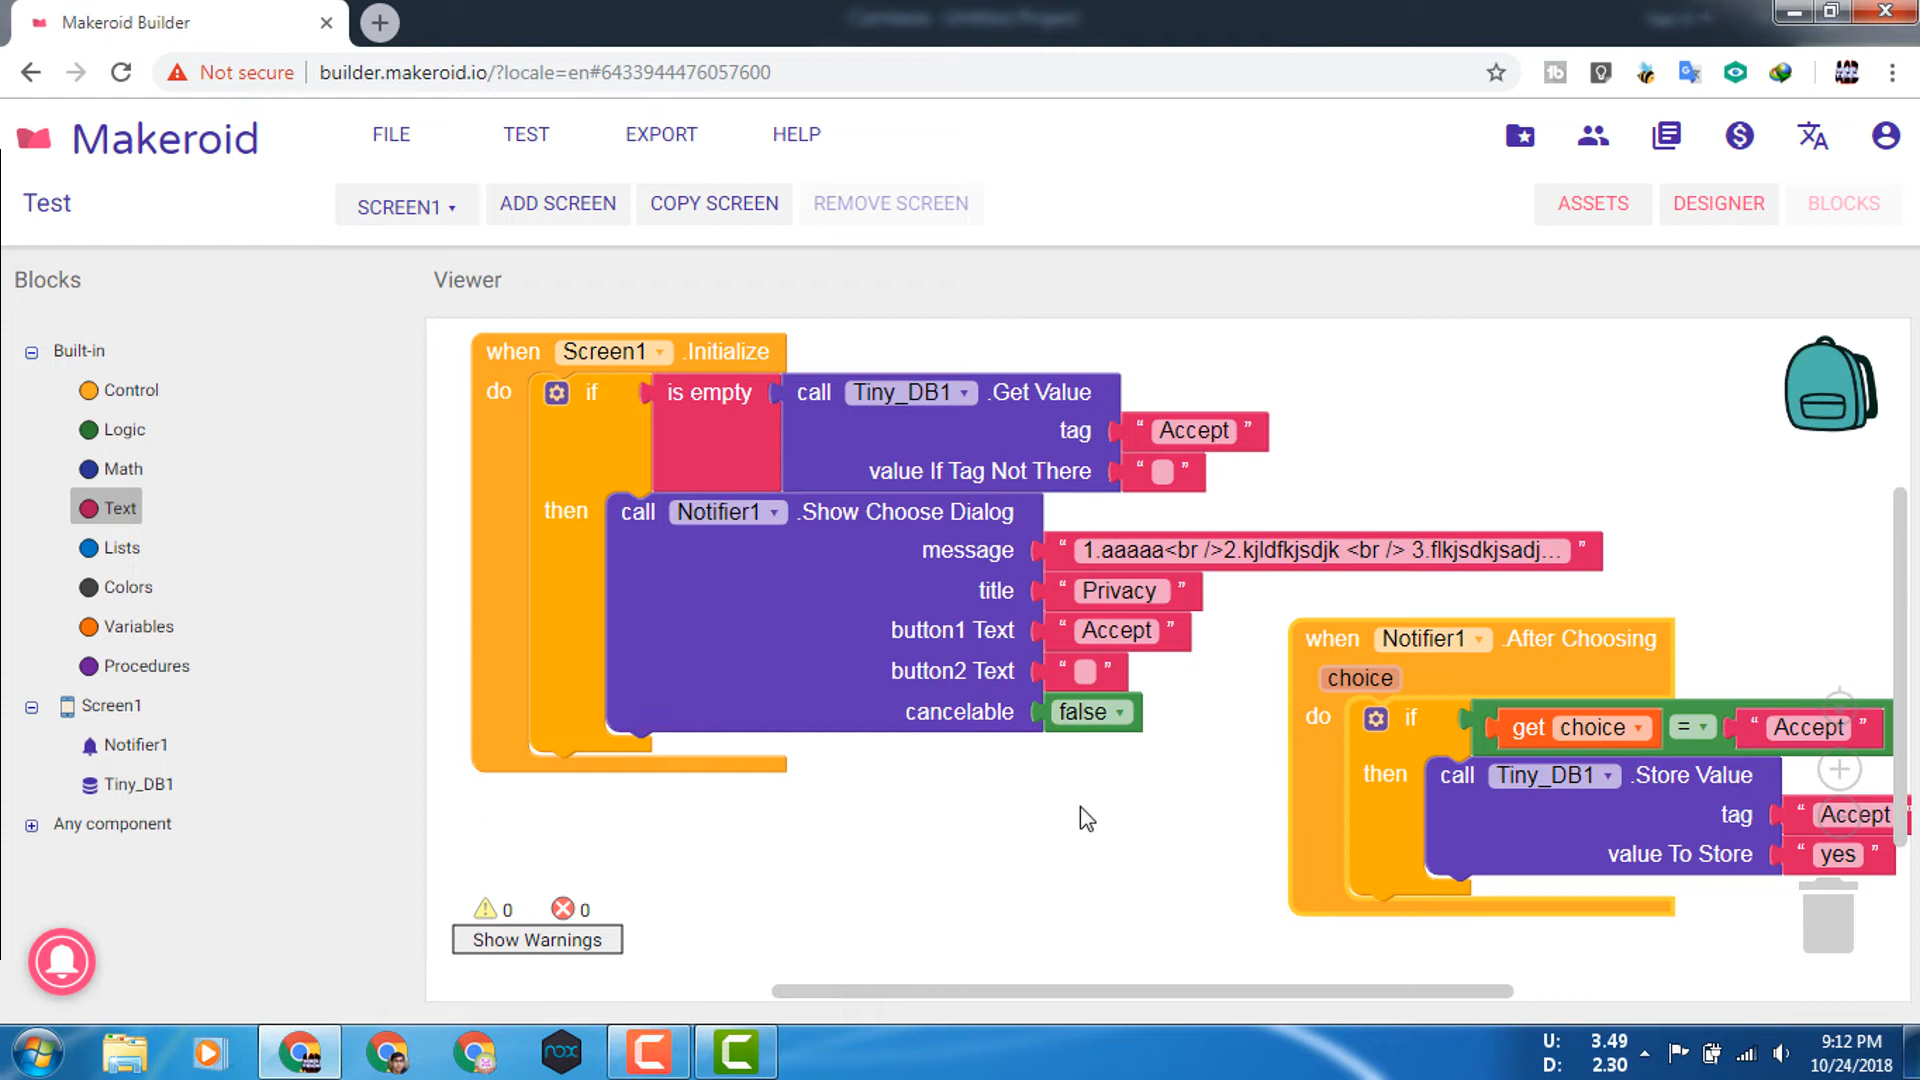 Makeroid Builder
Not secure
builder.makeroid.io/?locale=en#6433944476057600
Makeroid
FILE
TEST
EXPORT
HELP
Test
SCREEN1
ADD SCREEN
COPY SCREEN
REMOVE SCREEN
ASSETS
DESIGNER
BLOCKS
Blocks
Viewer
Built-in
Control
Logic
Math
Text
Lists
Colors
Variables
Procedures
Screen1
Notifier1
Tiny_DB1
Any component
when Screen1 .Initialize
do if is empty call Tiny_DB1 .Get Value
tag " Accept "
value If Tag Not There " "
then call Notifier1 .Show Choose Dialog
message " 1.aaaaa<br />2.kjldfkjsdjk <br /> 3.flkjsdkjsadj... "
title " Privacy "
button1 Text " Accept "
button2 Text " "
cancelable false
when Notifier1 .After Choosing
choice
do if get choice = " Accept "
then call Tiny_DB1 .Store Value
tag " Accept "
value To Store " yes "
0 0
Show Warnings
nox
U: 3.49
D: 2.30
9:12 PM
10/24/2018